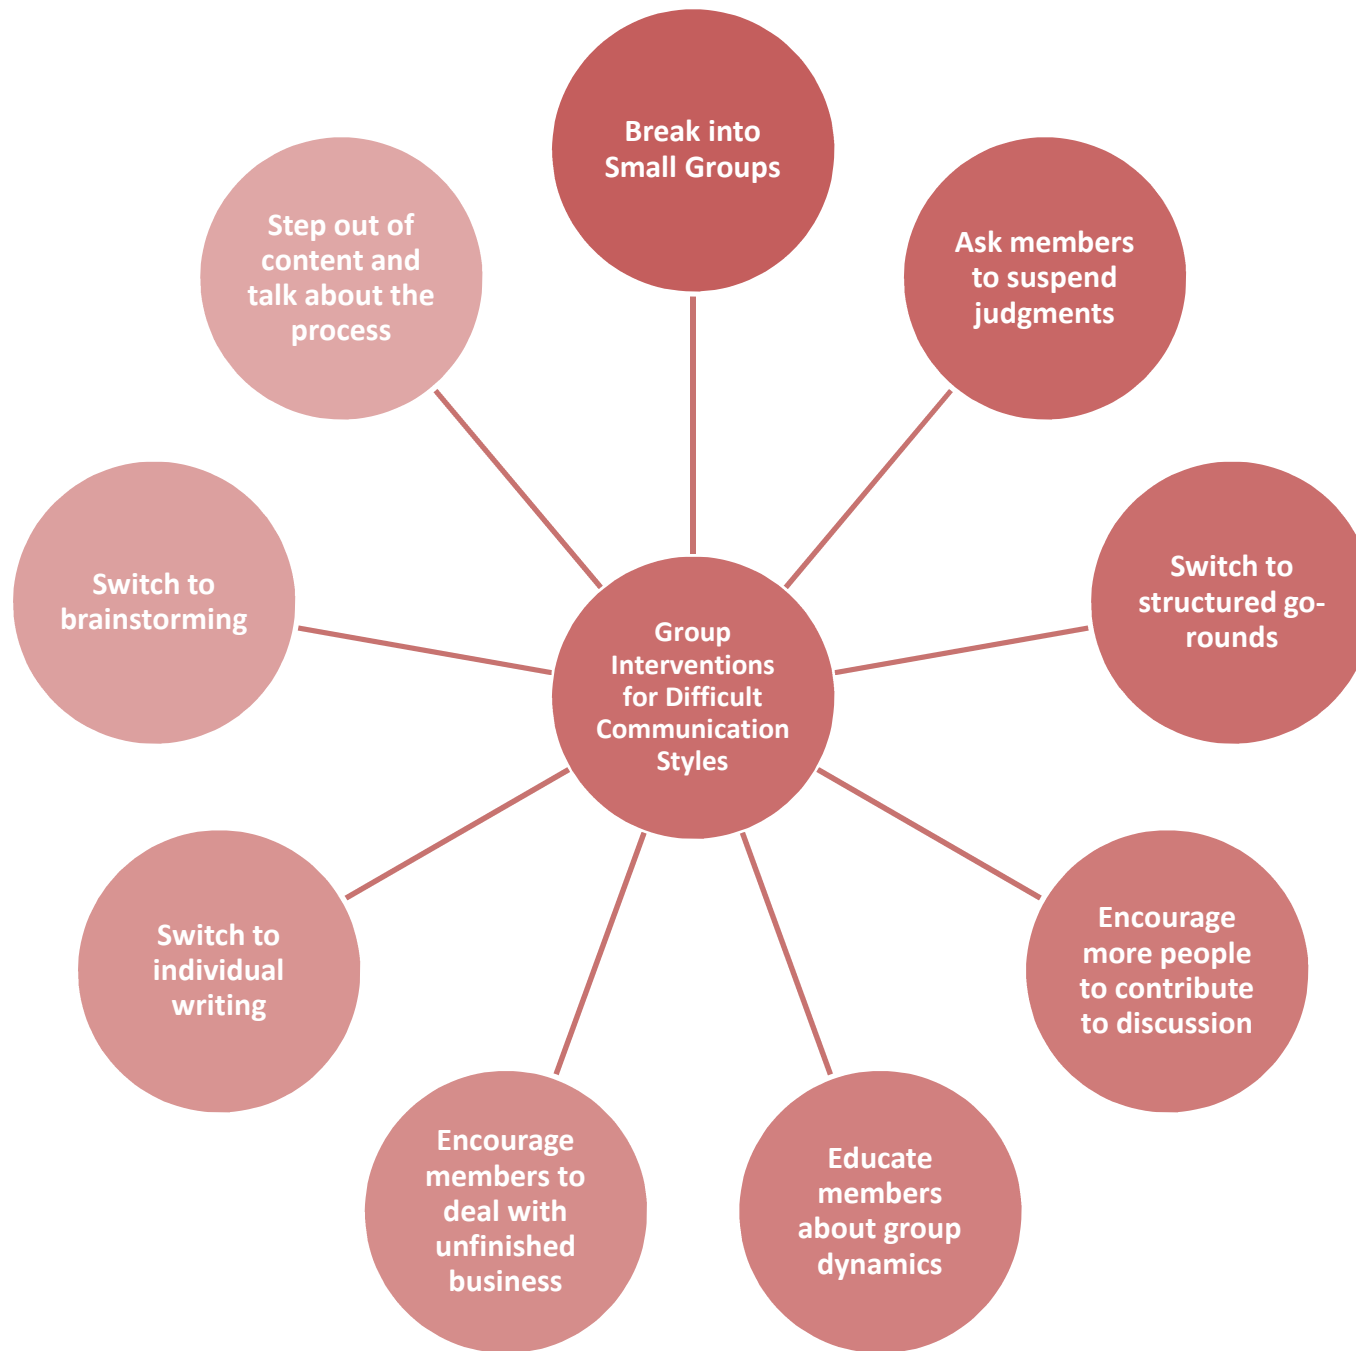 Break into
Small Groups
Ask members
to suspend
judgments
Switch to
structured go-
rounds
Encourage
more people
to contribute
to discussion
Educate
members
about group
dynamics
Encourage
members to
deal with
unfinished
business
Switch to
individual
writing
Switch to
brainstorming
Step out of
content and
talk about the
process
Group
Interventions
for Difficult
Communication
Styles